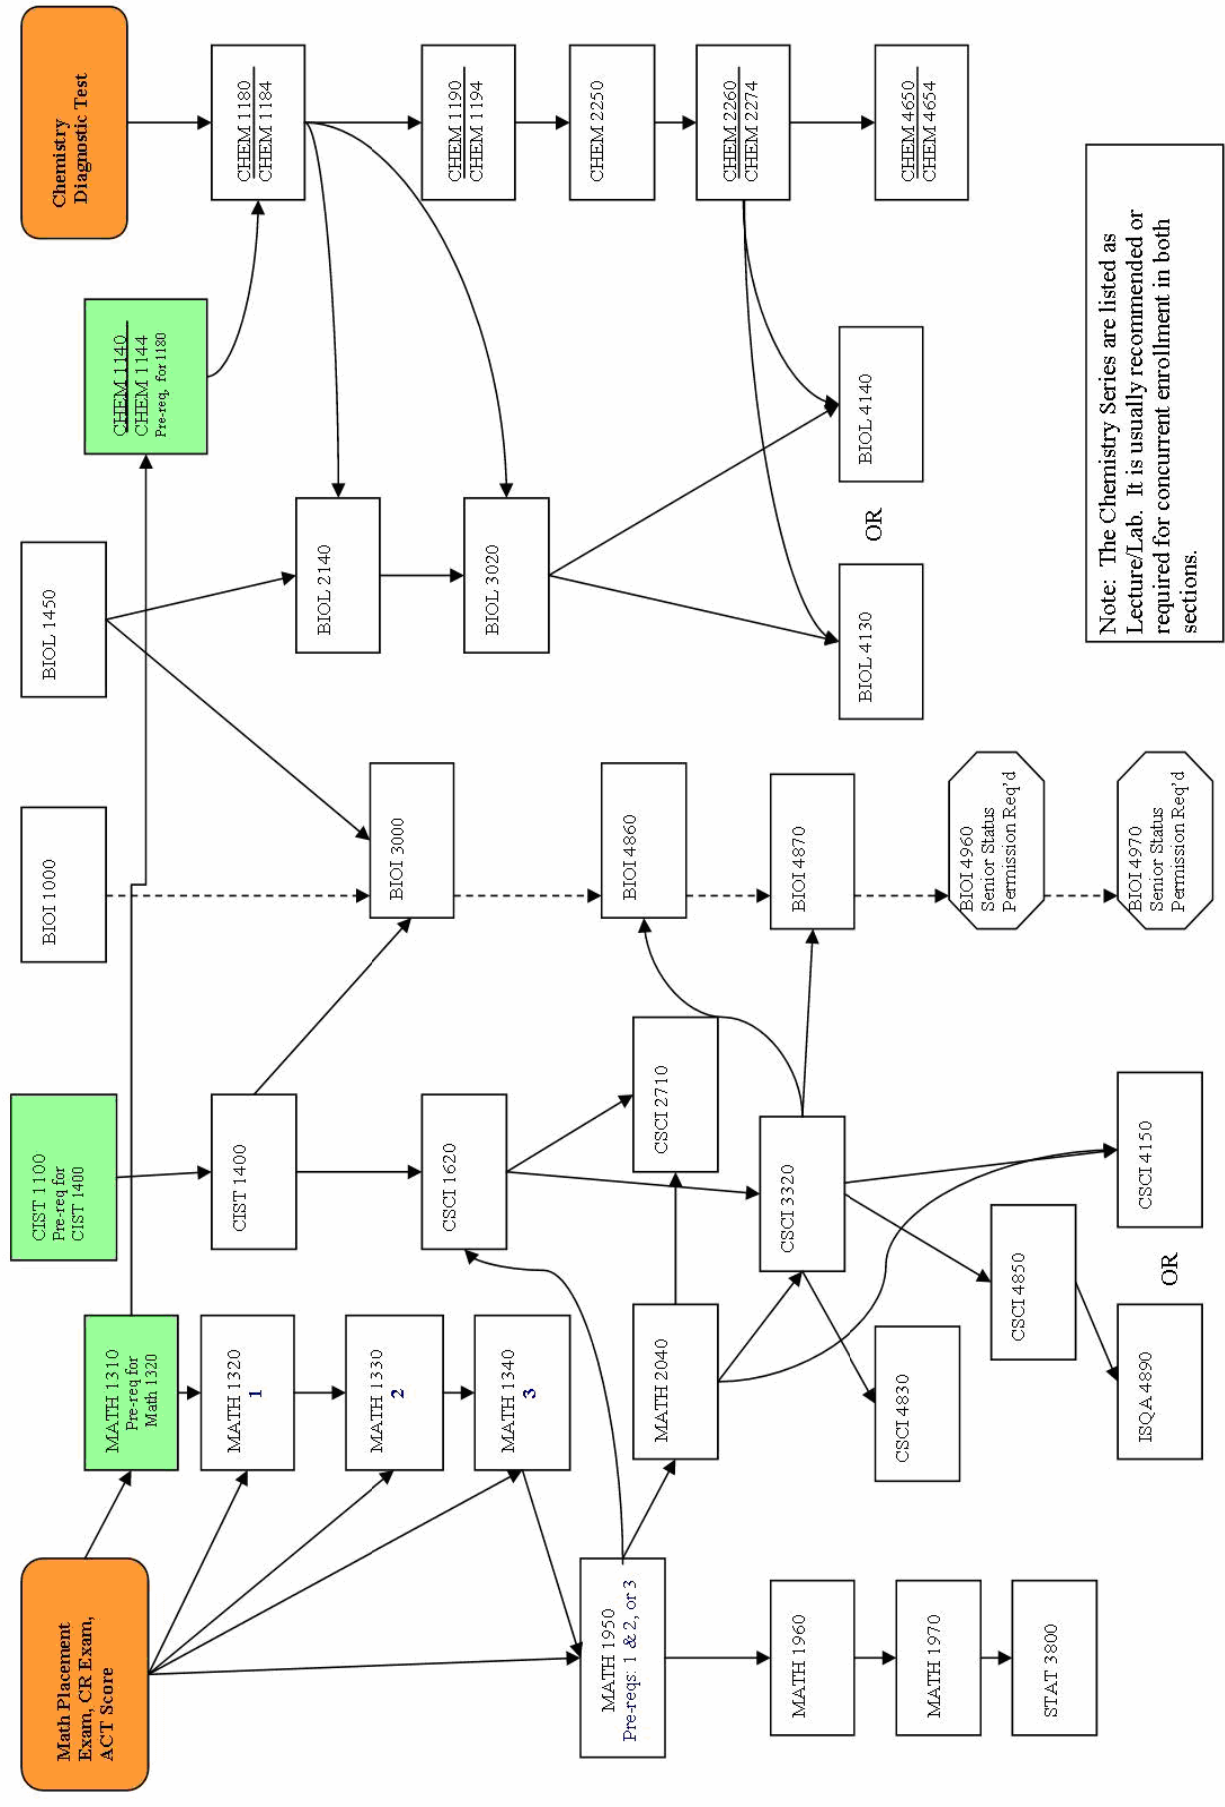 Math Placement
Exam, CR Exam,
ACT Score
MATH 1310
Pre-req for
Math 1320
MATH 1320
1
MATH 1330
2
MATH 1340
3
MATH 1950
Pre-reqs: 1 & 2, or 3
MATH 1960
MATH 1970
STAT 3800
MATH 2040
CSCI 4830
ISQA 4890
OR
CSCI 4150
CSCI 4850
CIST 1100
Pre-req for
CIST 1400
CIST 1400
CSCI 1620
CSCI 2710
CSCI 3320
BIOI 1000
BIOI 3000
BIOI 4860
BIOI 4870
BIOI 4960
Senior Status
Permission Req'd
BIOI 4970
Senior Status
Permission Req'd
BIOL 1450
BIOL 2140
BIOL 3020
BIOL 4130
OR
BIOL 4140
CHEM 1140
CHEM 1144
Pre-req. for 1180
Chemistry
Diagnostic Test
CHEM 1180
CHEM 1184
CHEM 1190
CHEM 1194
CHEM 2250
CHEM 2260
CHEM 2274
CHEM 4650
CHEM 4654
Note: The Chemistry Series are listed as
Lecture/Lab. It is usually recommended or
required for concurrent enrollment in both
sections.